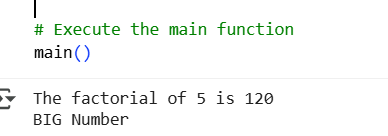 # Execute the main function
main()
The factorial of 5 is 120
BIG Number